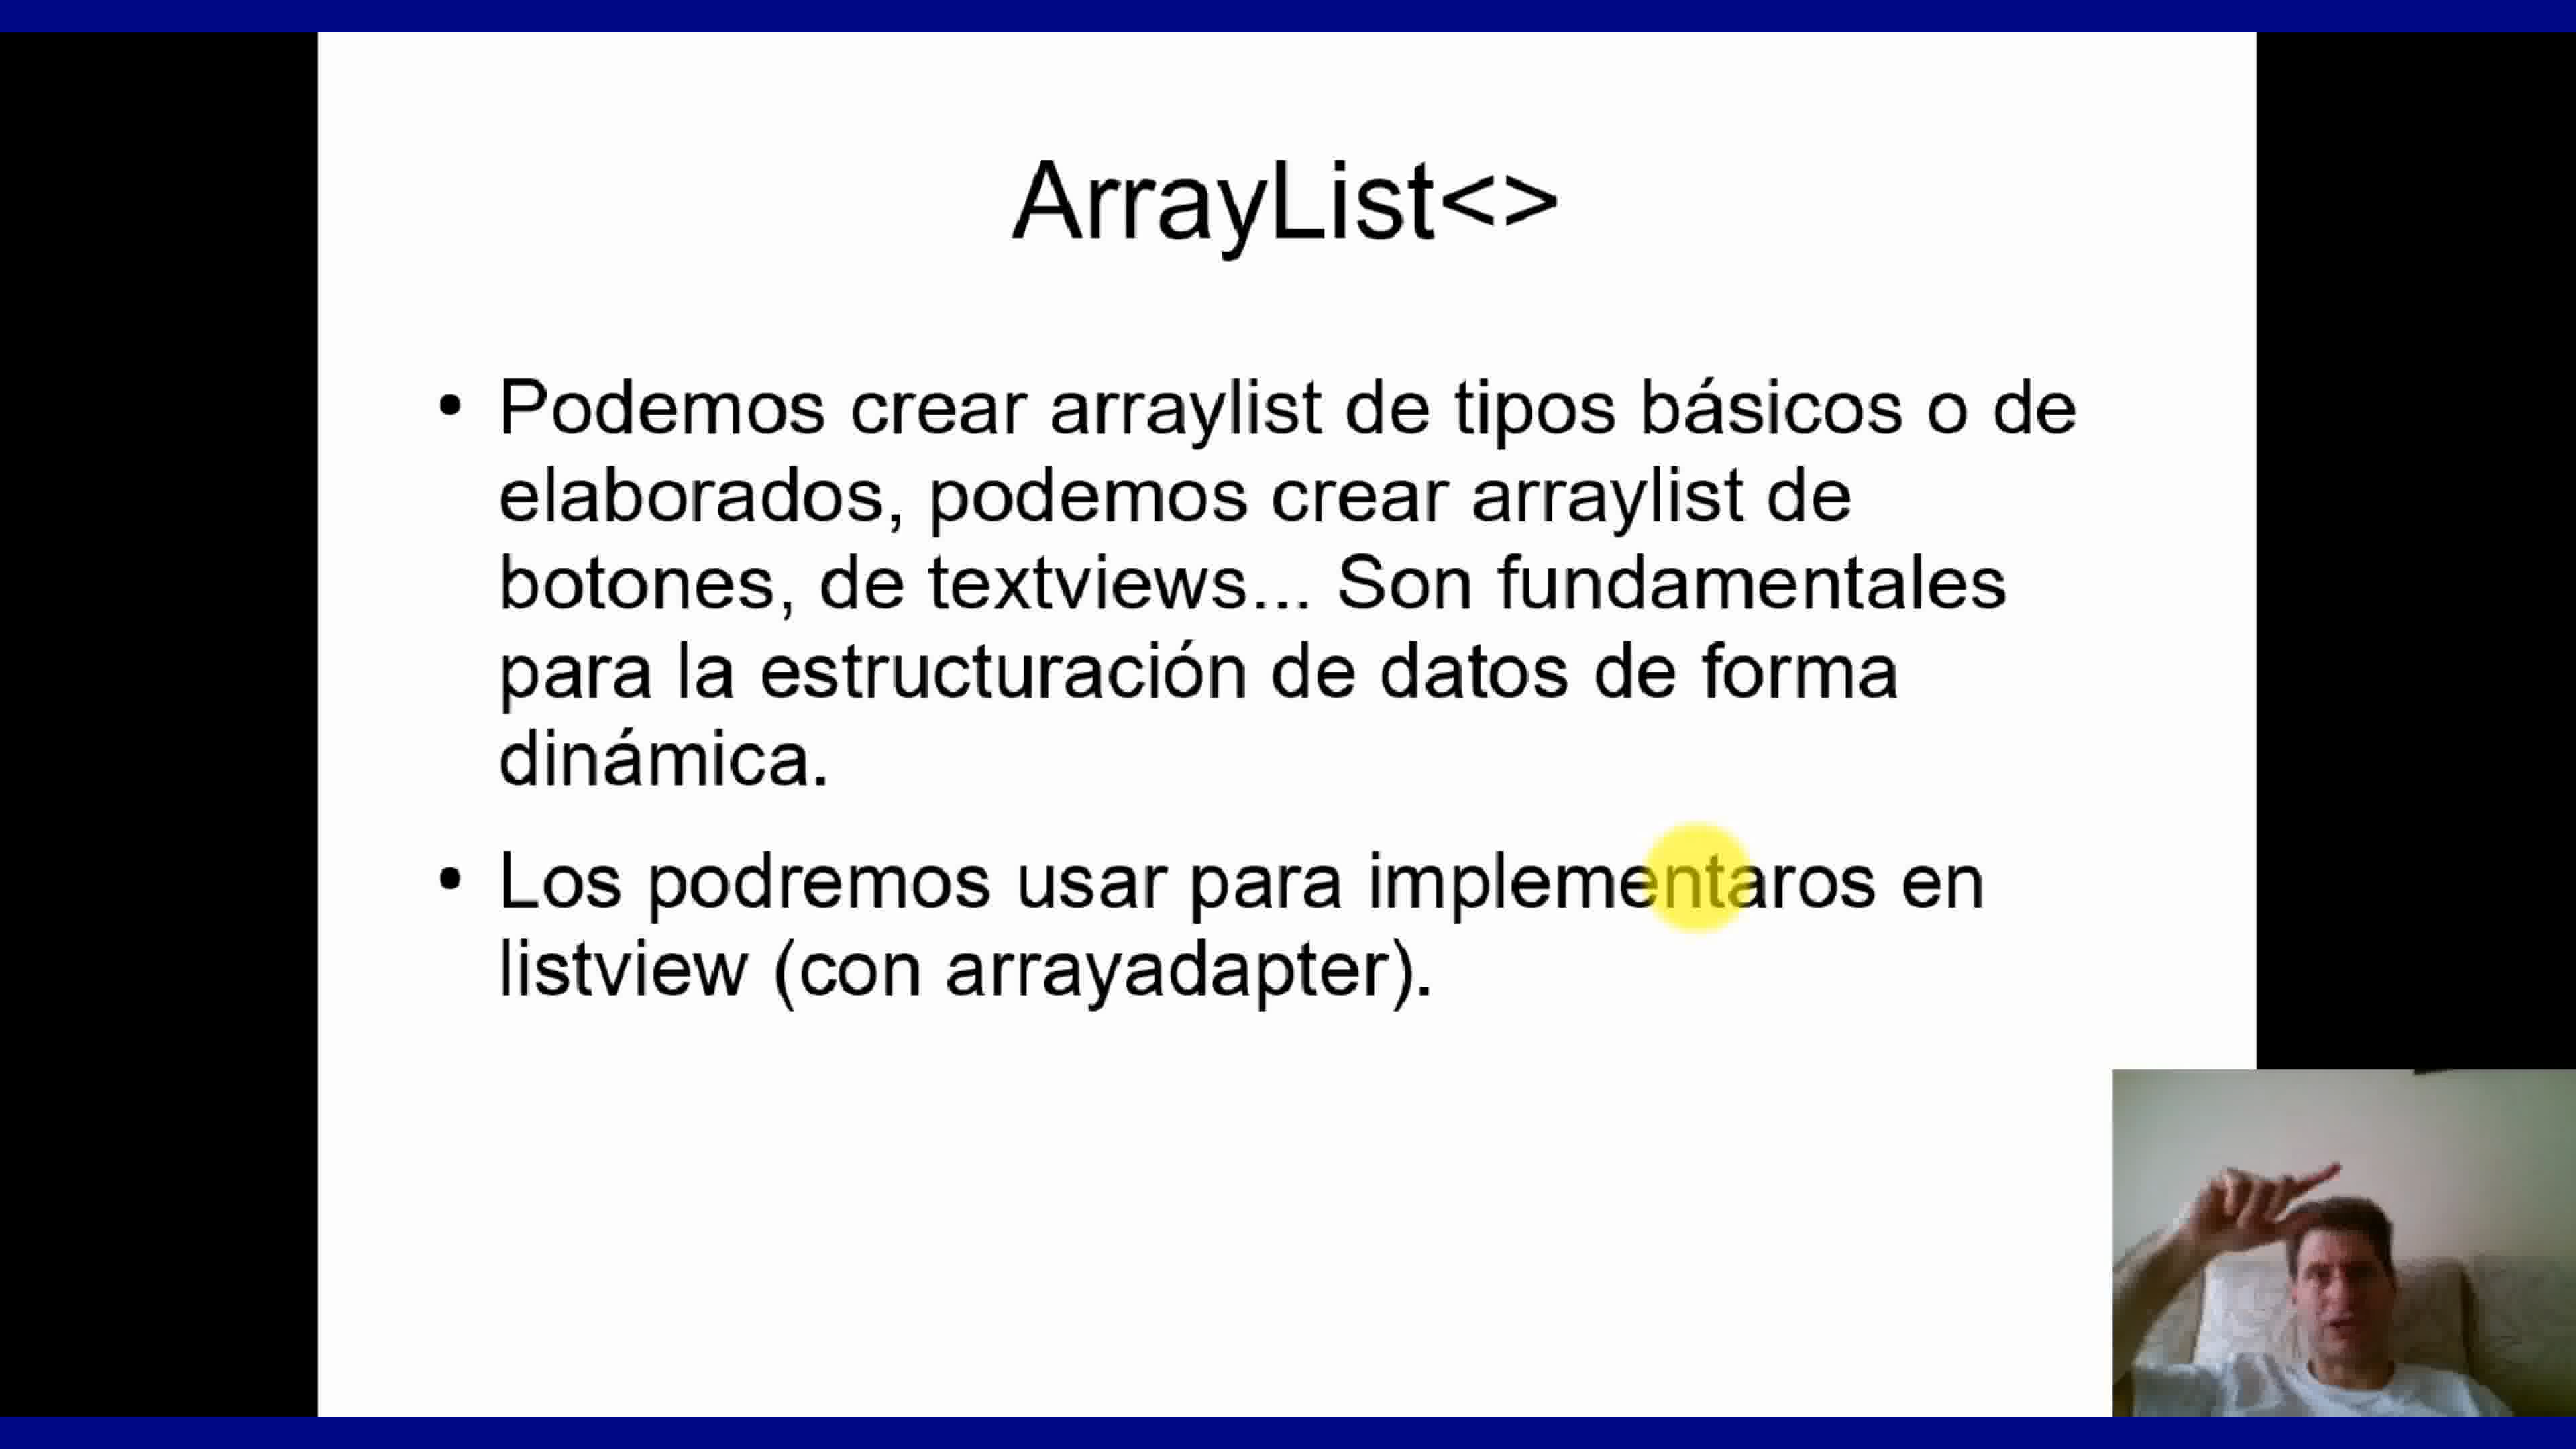 ArrayList<>
• Podemos crear arraylist de tipos básicos o de
elaborados, podemos crear arraylist de
botones, de textviews... Son fundamentales
para la estructuración de datos de forma
dinámica.
• Los podremos usar para implementaros en
listview (con arrayadapter).